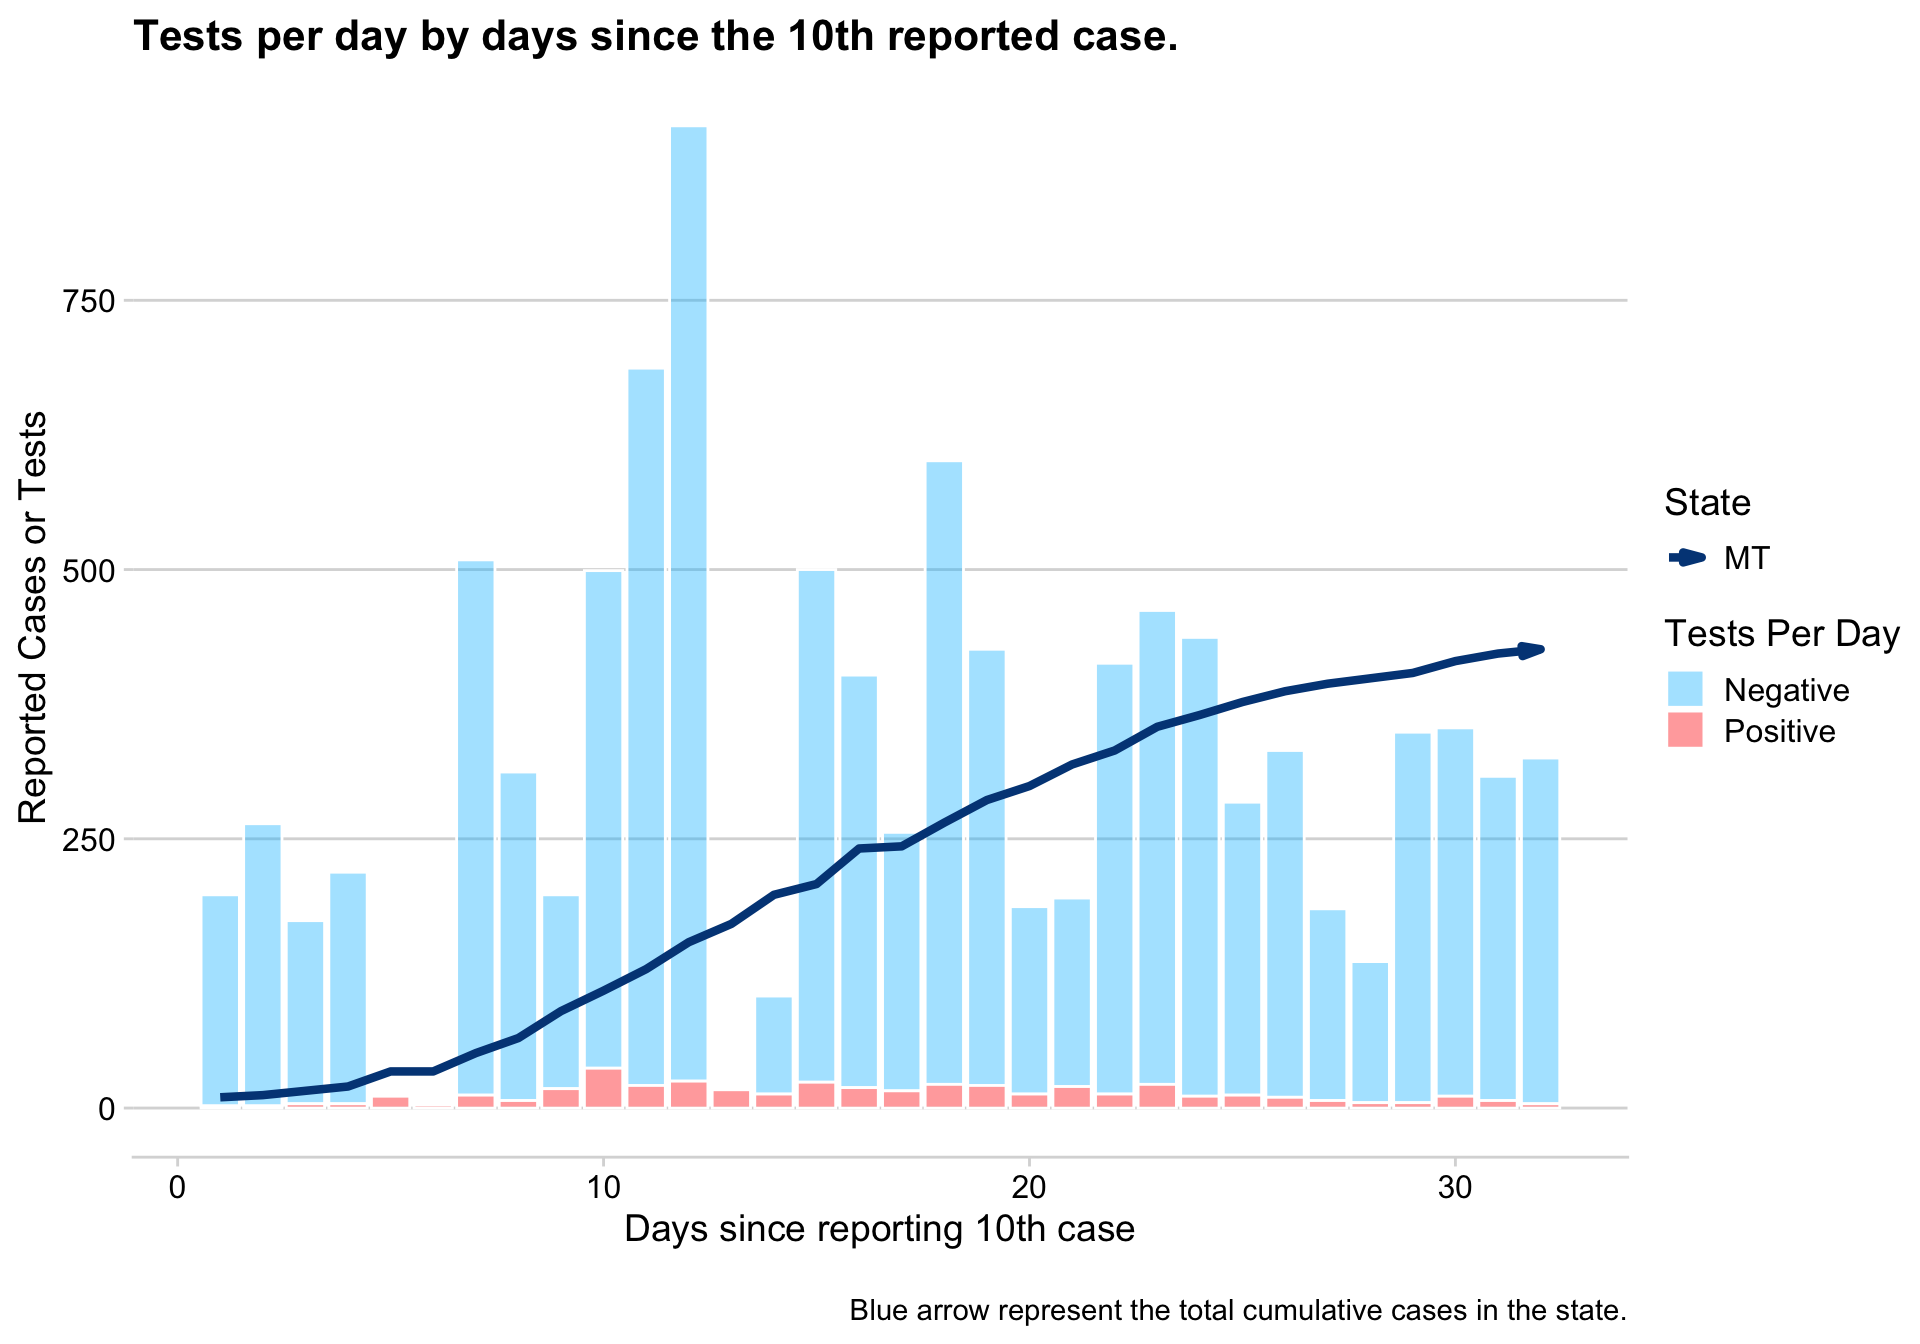 Tests per day by days since the 10th reported case.
Reported Cases or Tests
750
500
250
0
0
10
20
30
Days since reporting 10th case
State
MT
Tests Per Day
Negative
Positive
Blue arrow represent the total cumulative cases in the state.